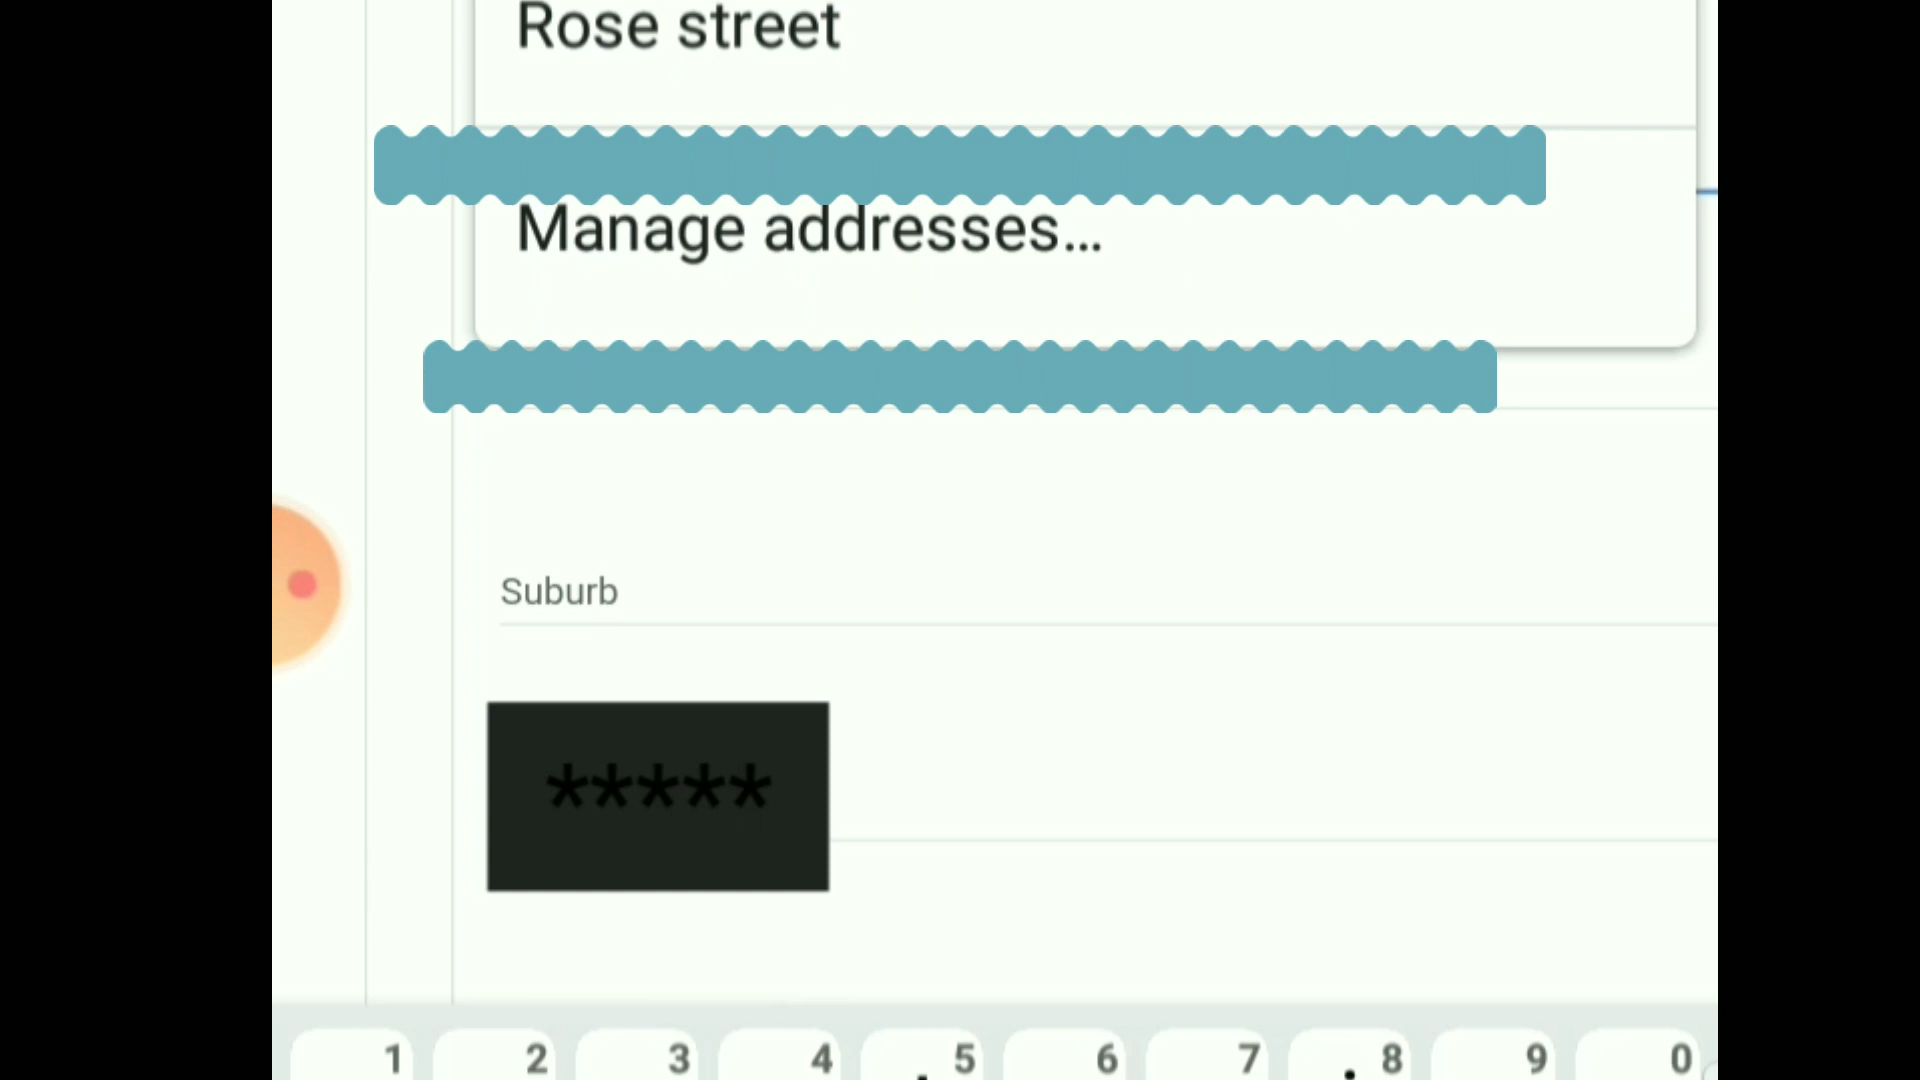 Rose street
Manage addresses...
Suburb
*****
1 2 3 4 5 6 7 8 9 0